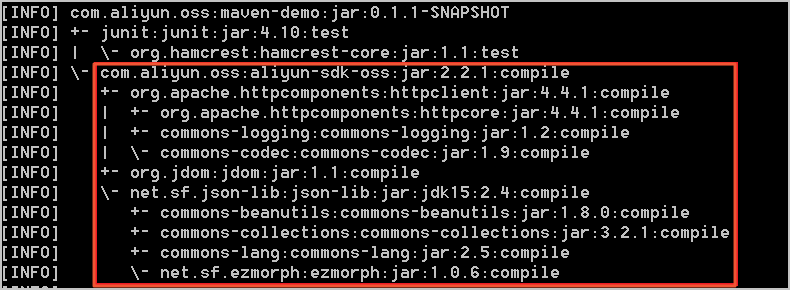 [INFO] com.aliyun.oss:maven-demo:jar:0.1.1-SNAPSHOT
[INFO] +- junit:junit:jar:4.10:test
[INFO] |  \- org.hamcrest:hamcrest-core:jar:1.1:test
[INFO] \- com.aliyun.oss:aliyun-sdk-oss:jar:2.2.1:compile
[INFO]    +- org.apache.httpcomponents:httpclient:jar:4.4.1:compile
[INFO]    |  +- org.apache.httpcomponents:httpcore:jar:4.4.1:compile
[INFO]    |  +- commons-logging:commons-logging:jar:1.2:compile
[INFO]    |  \- commons-codec:commons-codec:jar:1.9:compile
[INFO]    +- org.jdom:jdom:jar:1.1:compile
[INFO]    \- net.sf.json-lib:json-lib:jar:jdk15:2.4:compile
[INFO]       +- commons-beanutils:commons-beanutils:jar:1.8.0:compile
[INFO]       +- commons-collections:commons-collections:jar:3.2.1:compile
[INFO]       +- commons-lang:commons-lang:jar:2.5:compile
[INFO]       \- net.sf.ezmorph:ezmorph:jar:1.0.6:compile